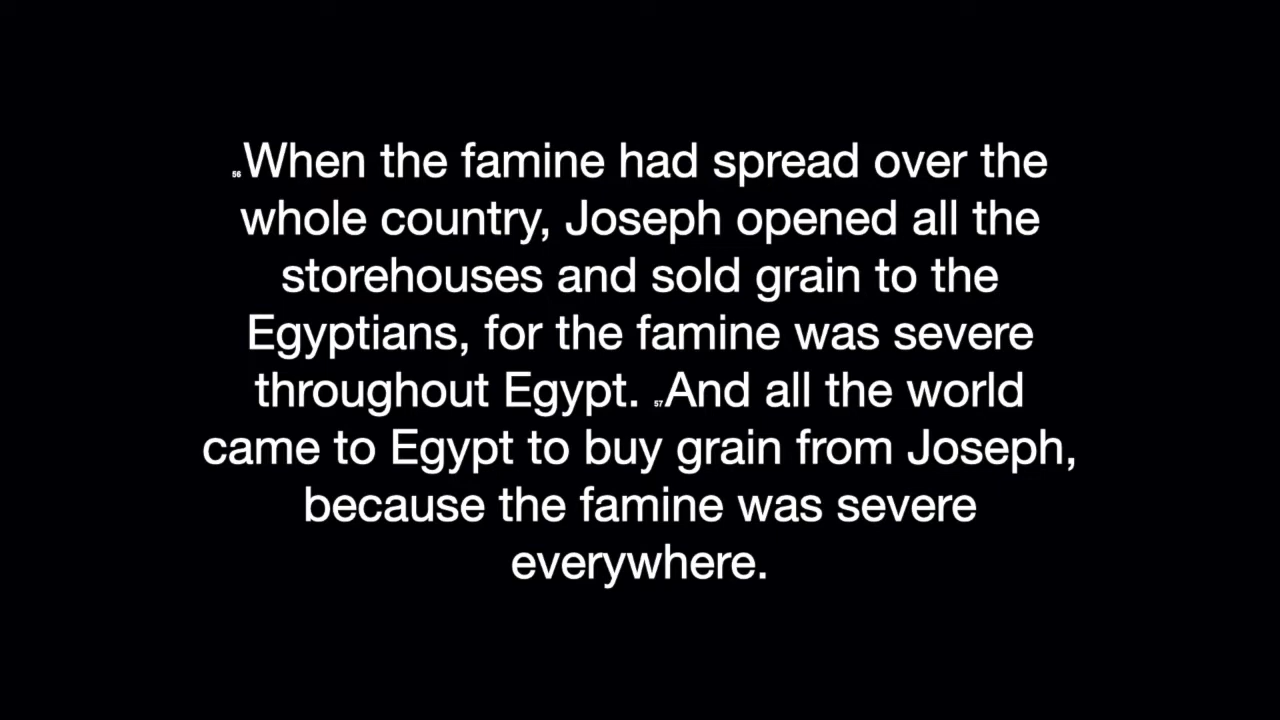 56When the famine had spread over the
whole country, Joseph opened all the
storehouses and sold grain to the
Egyptians, for the famine was severe
throughout Egypt. 57And all the world
came to Egypt to buy grain from Joseph,
because the famine was severe
everywhere.